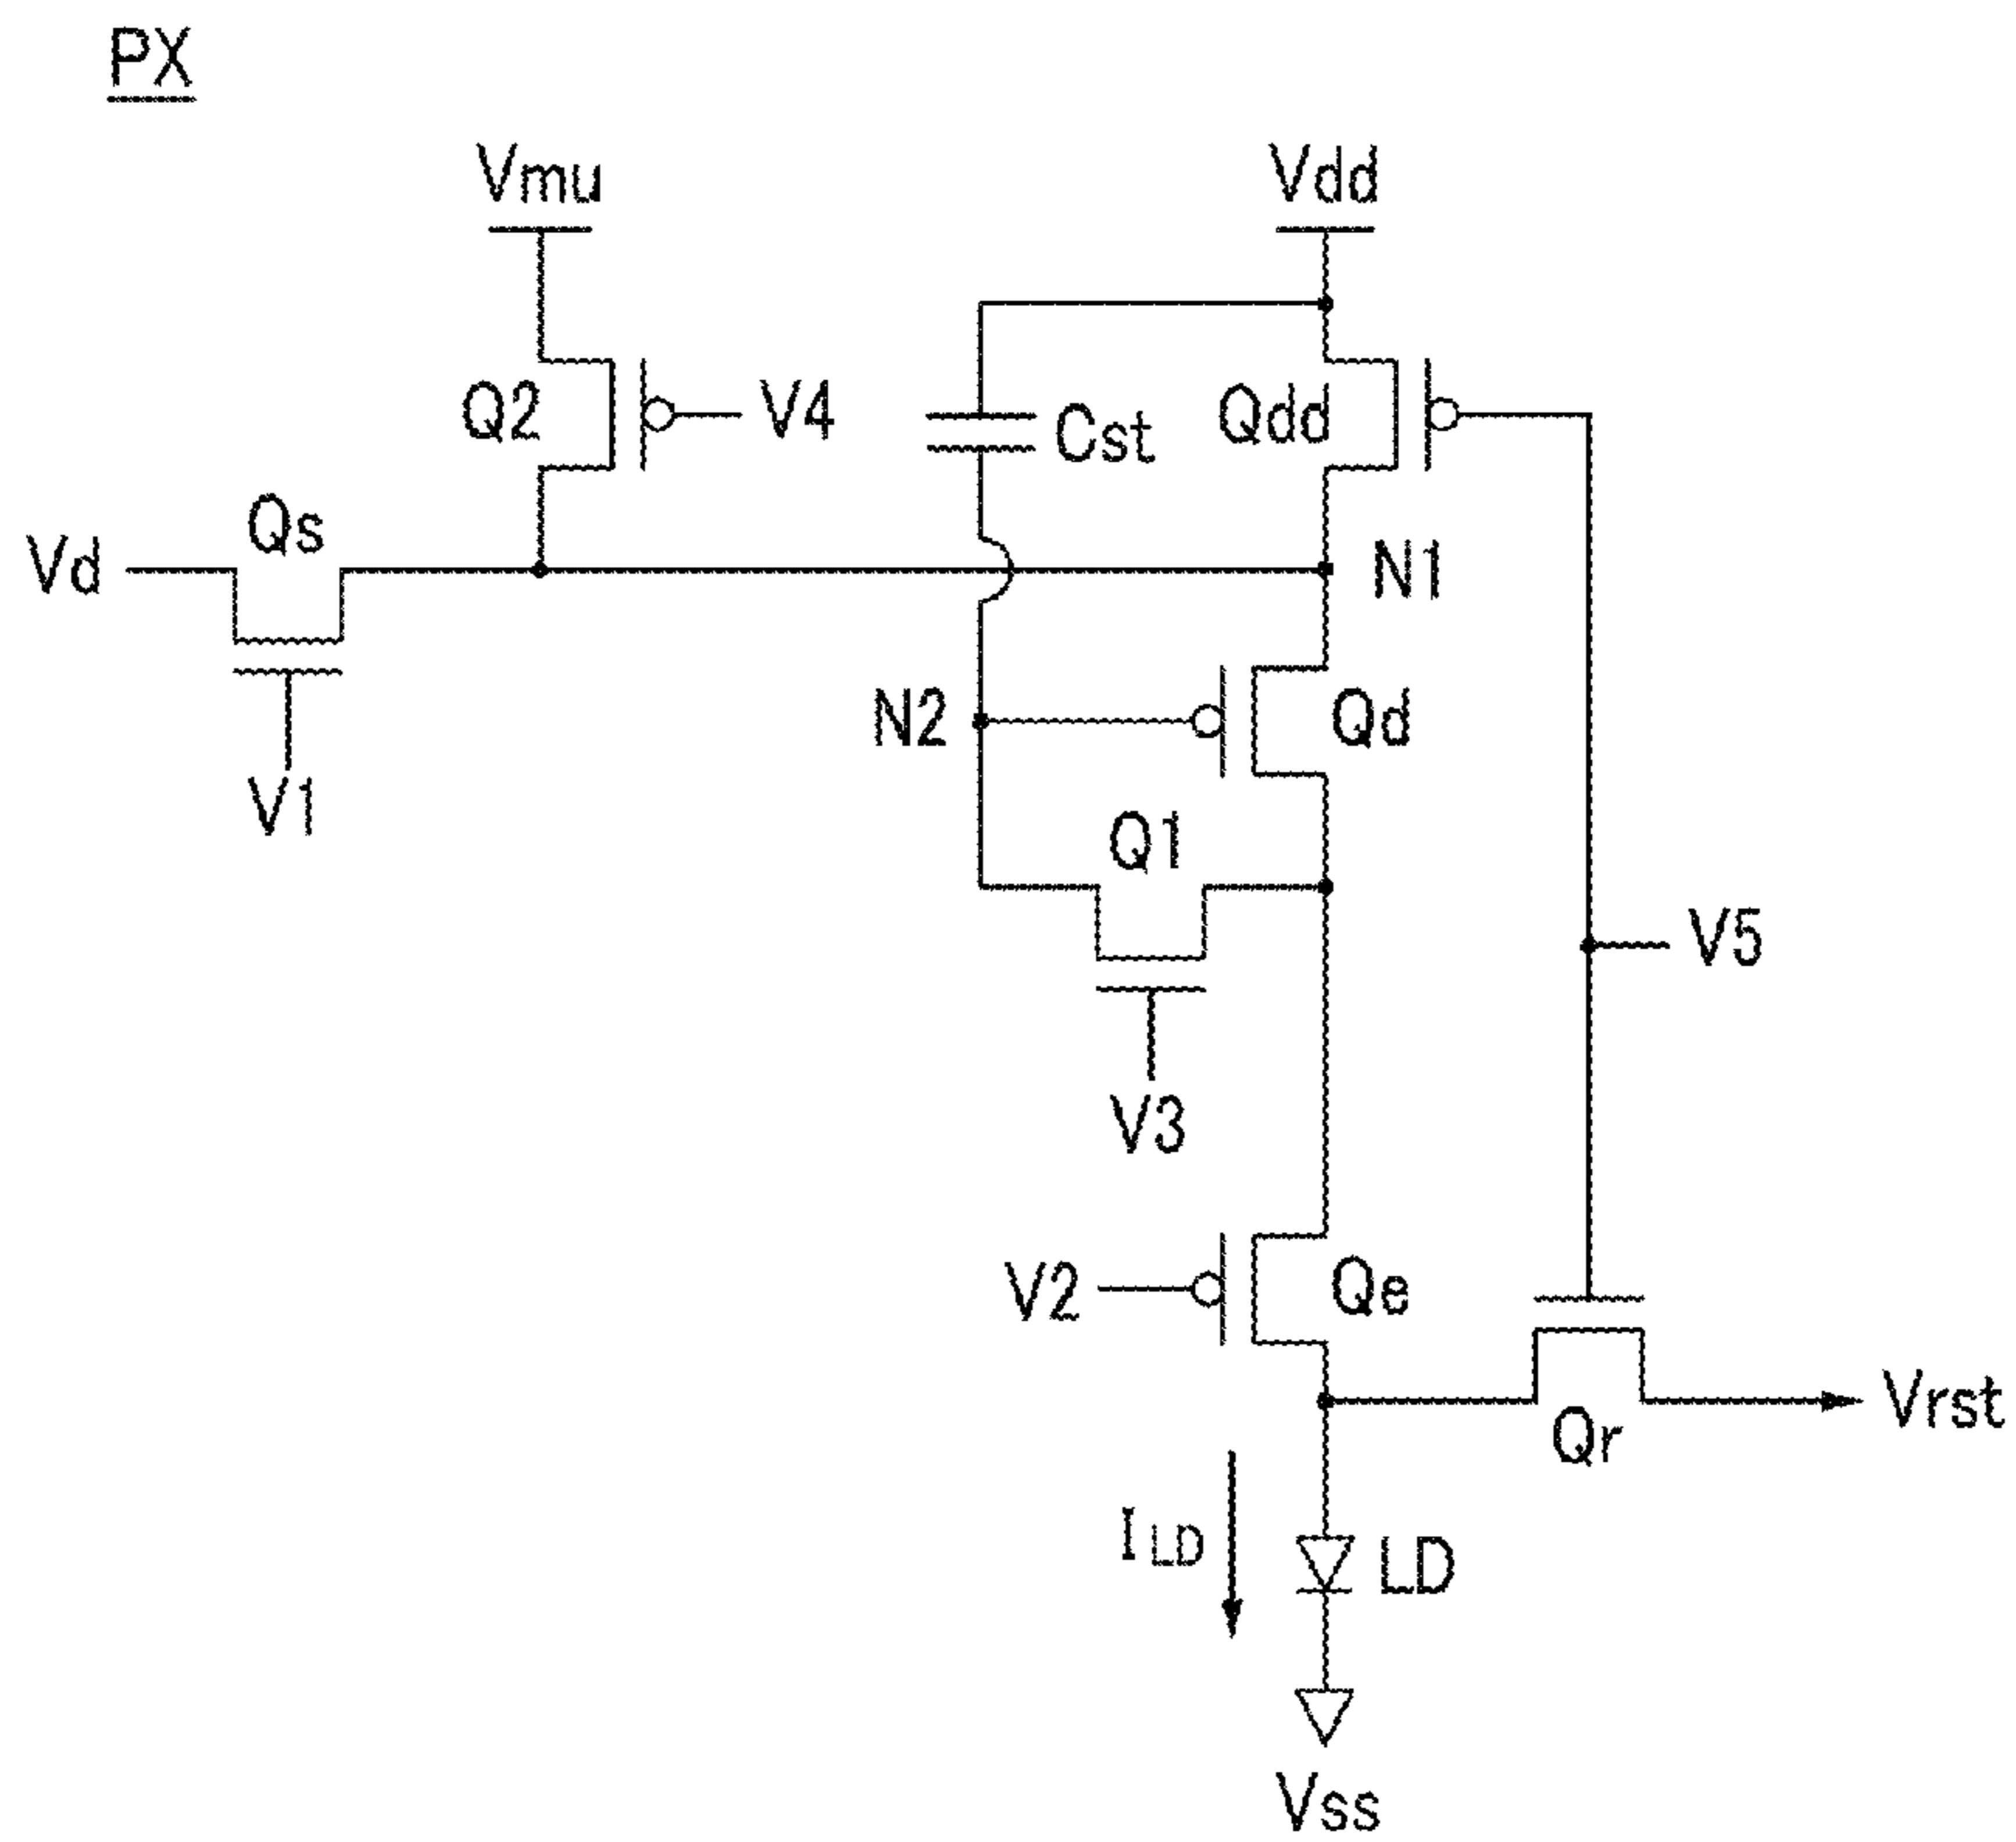 PX
Vmu
Vdd
Q2
V4
Cst
Qdd
Qs
Vd
N1
N2
Qd
V1
Q1
V5
V3
V2
Qe
Vrst
Qr
ILD
LD
Vss